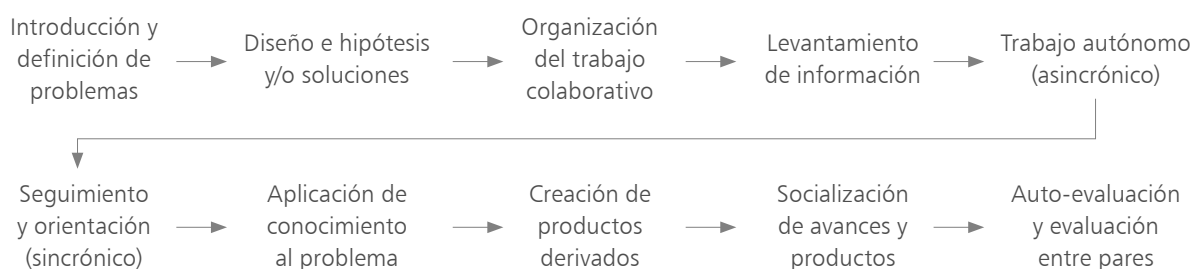 Introducción y
definición de
problemas
Diseño e hipótesis
y/o soluciones
Organización
del trabajo
colaborativo
Levantamiento
de información
Trabajo autónomo
(asincrónico)
Seguimiento
y orientación
(sincrónico)
Aplicación de
conocimiento
al problema
Creación de
productos
derivados
Socialización
de avances y
productos
Auto-evaluación
y evaluación
entre pares